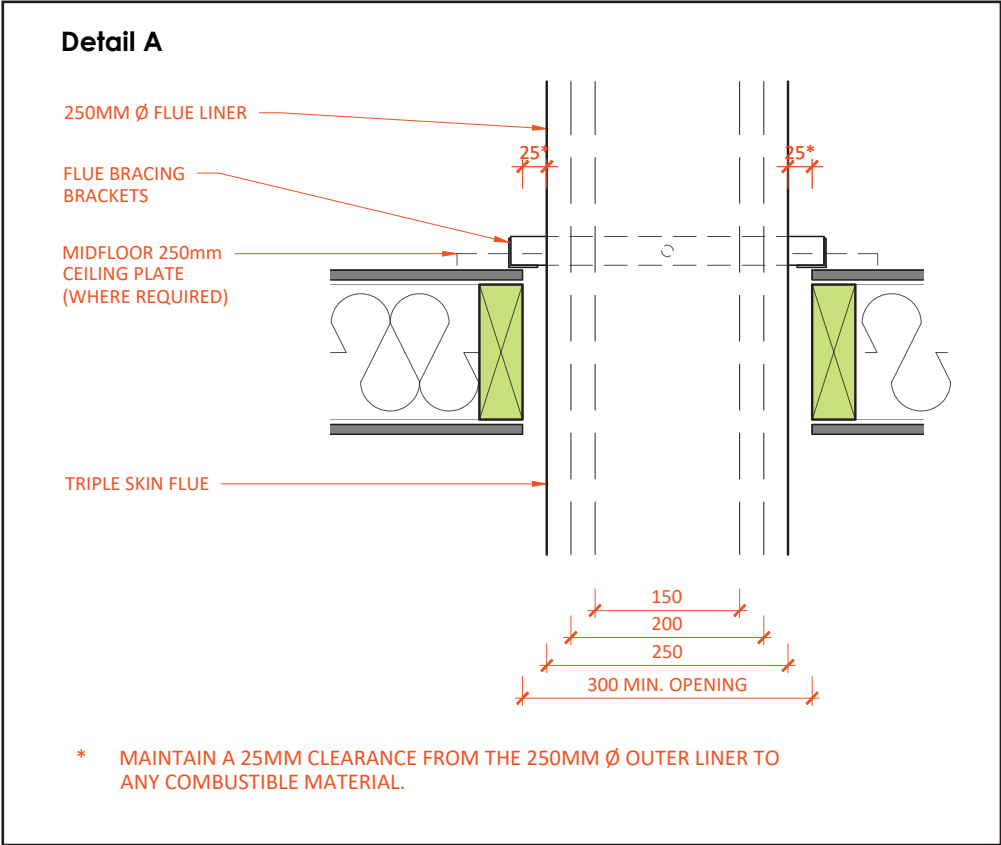 Detail A
250MM Ø FLUE LINER
25*
25*
FLUE BRACING
BRACKETS
MIDFLOOR 250mm
CEILING PLATE
(WHERE REQUIRED)
TRIPLE SKIN FLUE
150
200
250
300 MIN. OPENING
* MAINTAIN A 25MM CLEARANCE FROM THE 250MM Ø OUTER LINER TO
ANY COMBUSTIBLE MATERIAL.